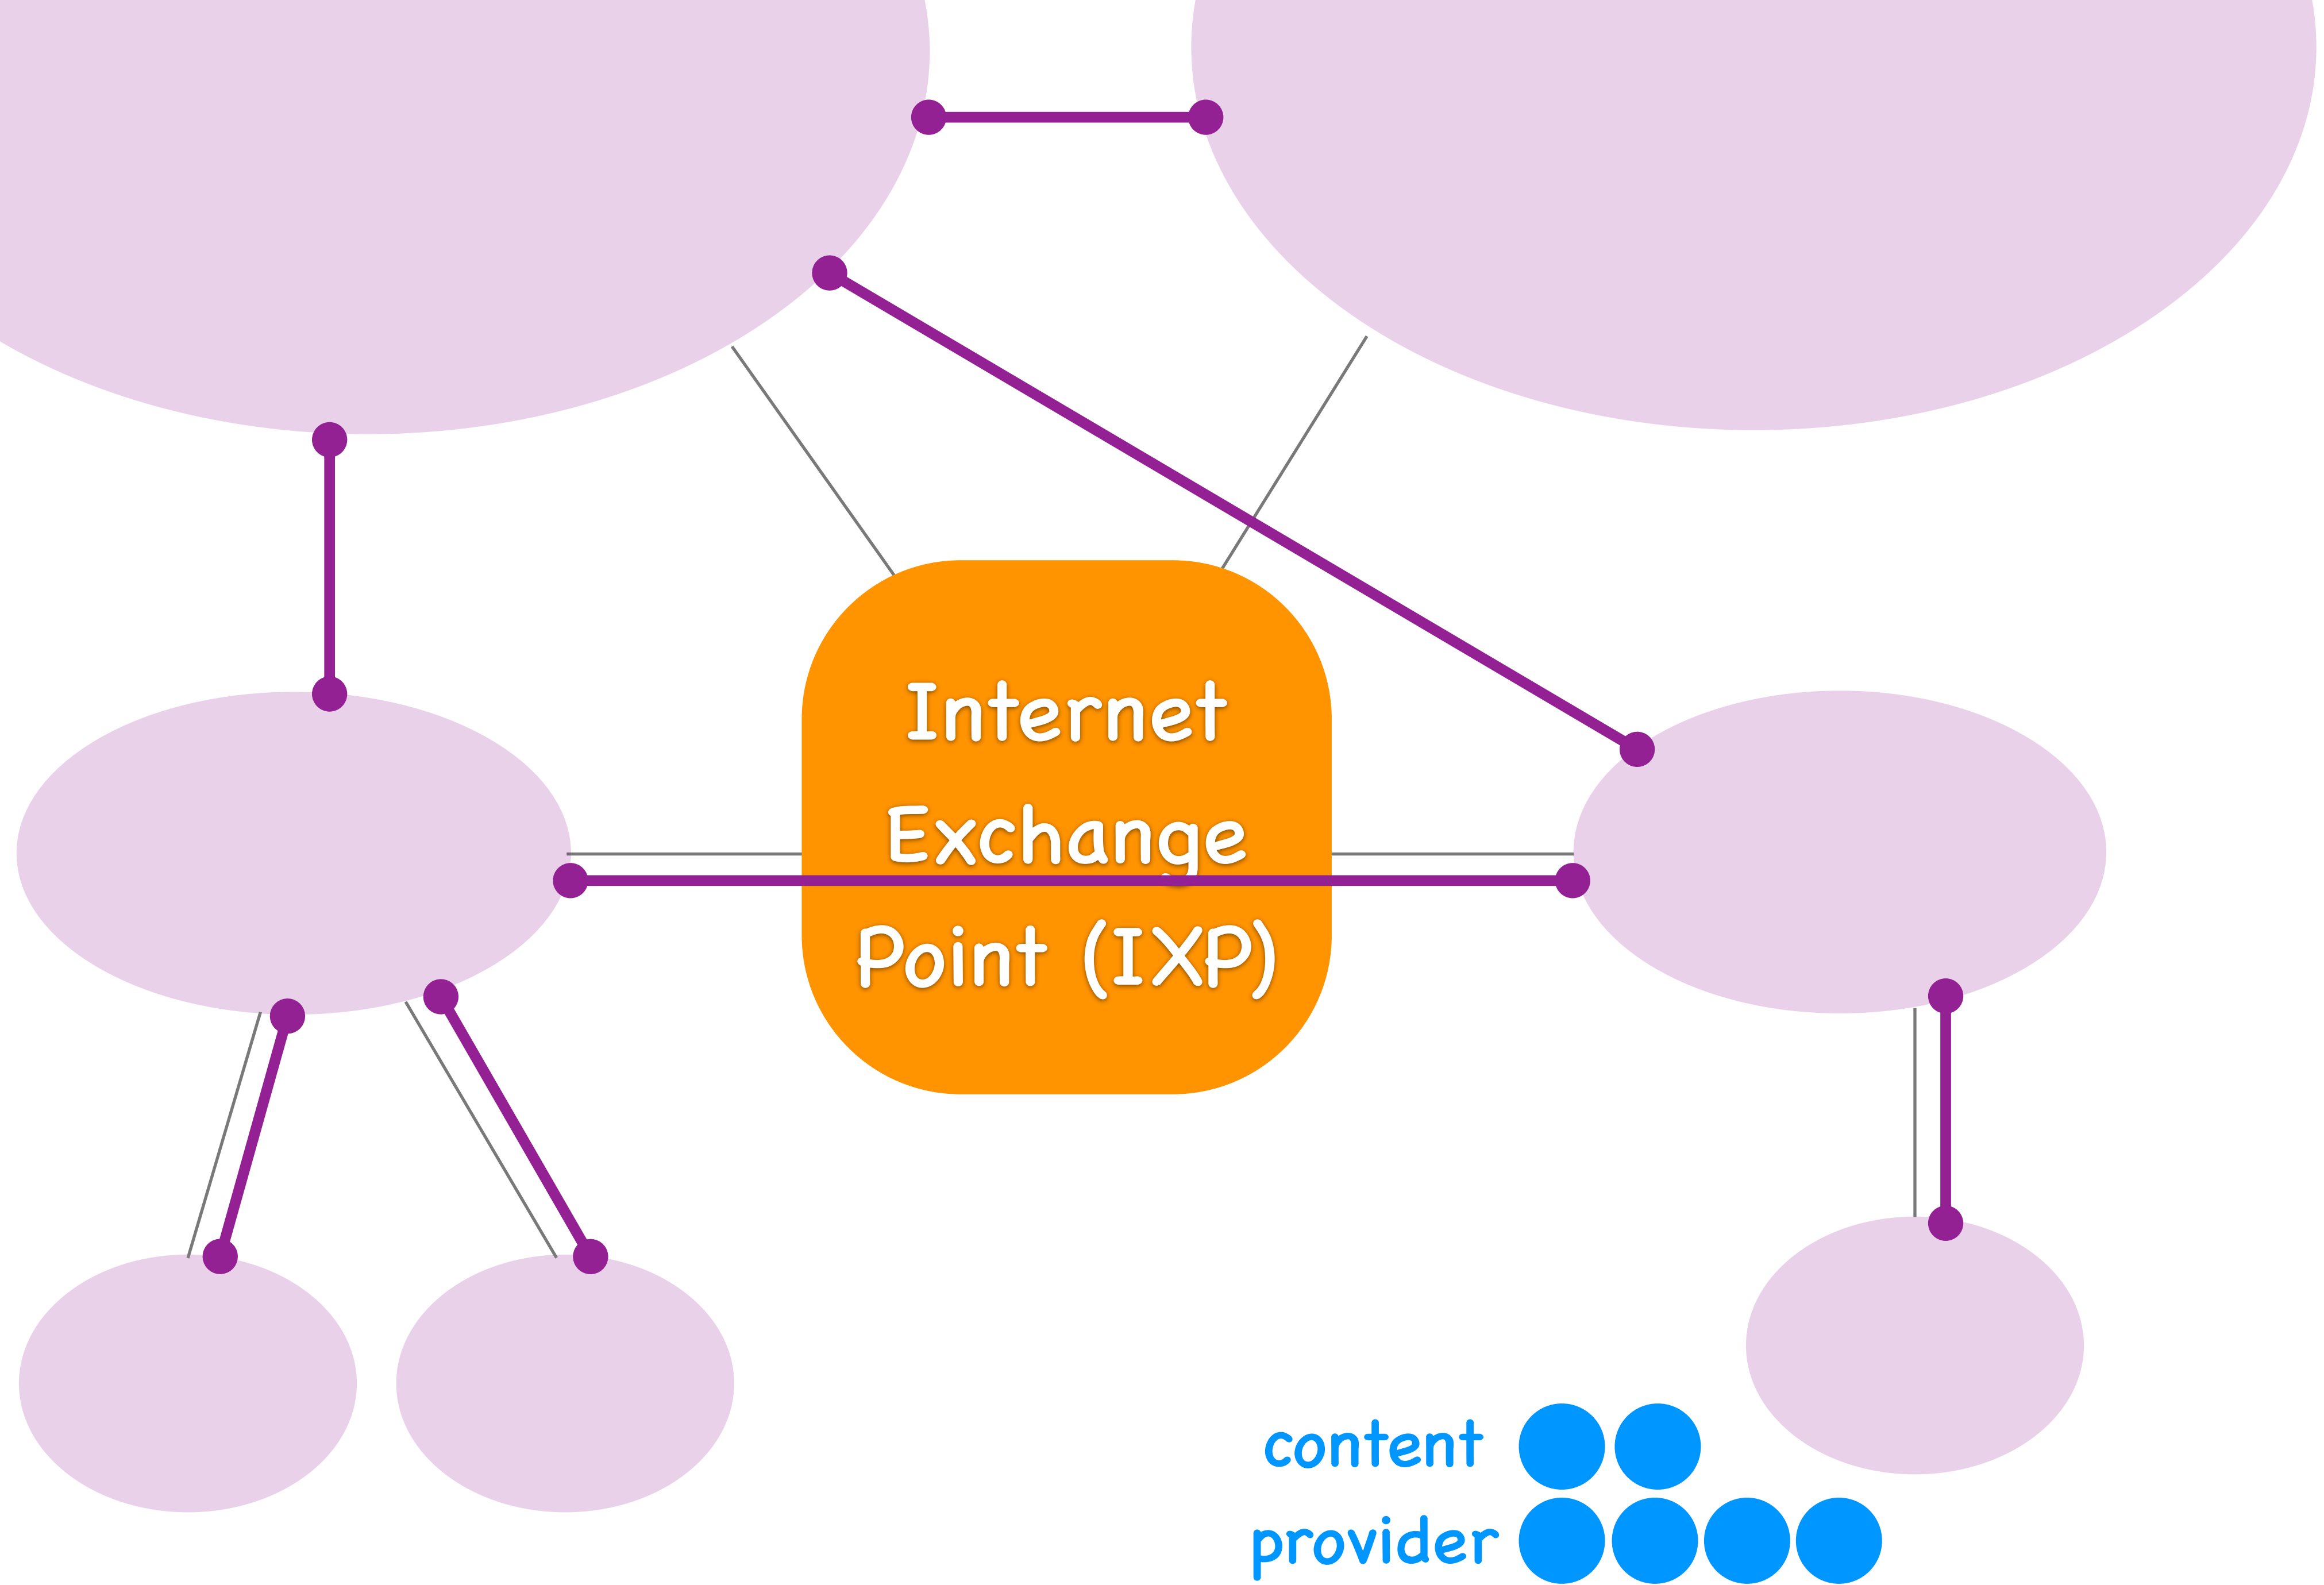 Internet
Exchange
Point (IXP)
content
provider